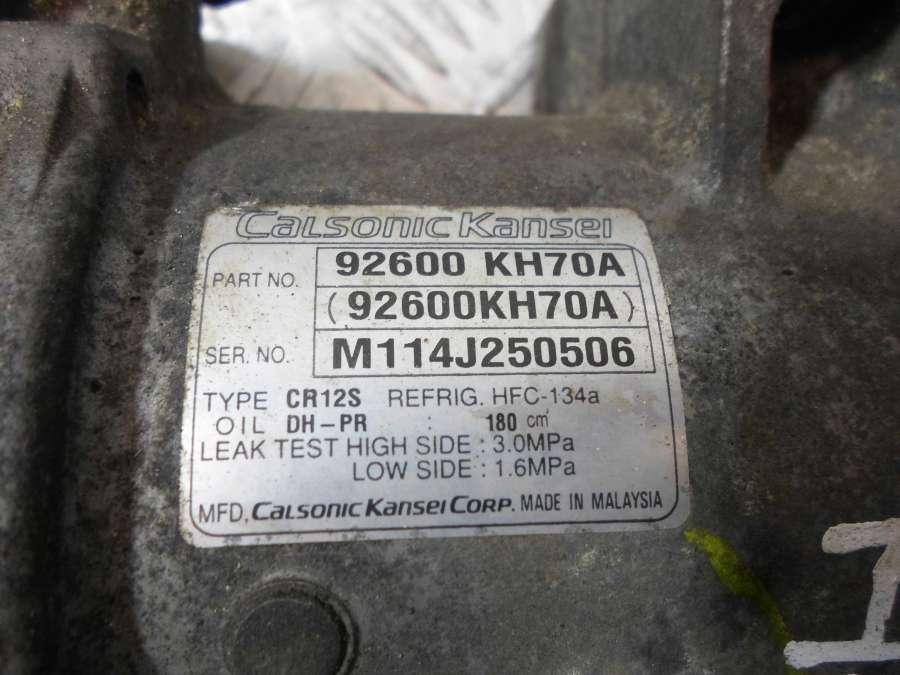 CALSONIC KANSEI
PART NO. 92600 KH70A
(92600KH70A)
SER. NO. M114J250506
TYPE CR12S REFRIG. HFC-134a
OIL DH-PR : 180 cm
LEAK TEST HIGH SIDE : 3.0MPa
LOW SIDE : 1.6MPa
MFD. CALSONIC KANSEI CORP. MADE IN MALAYSIA